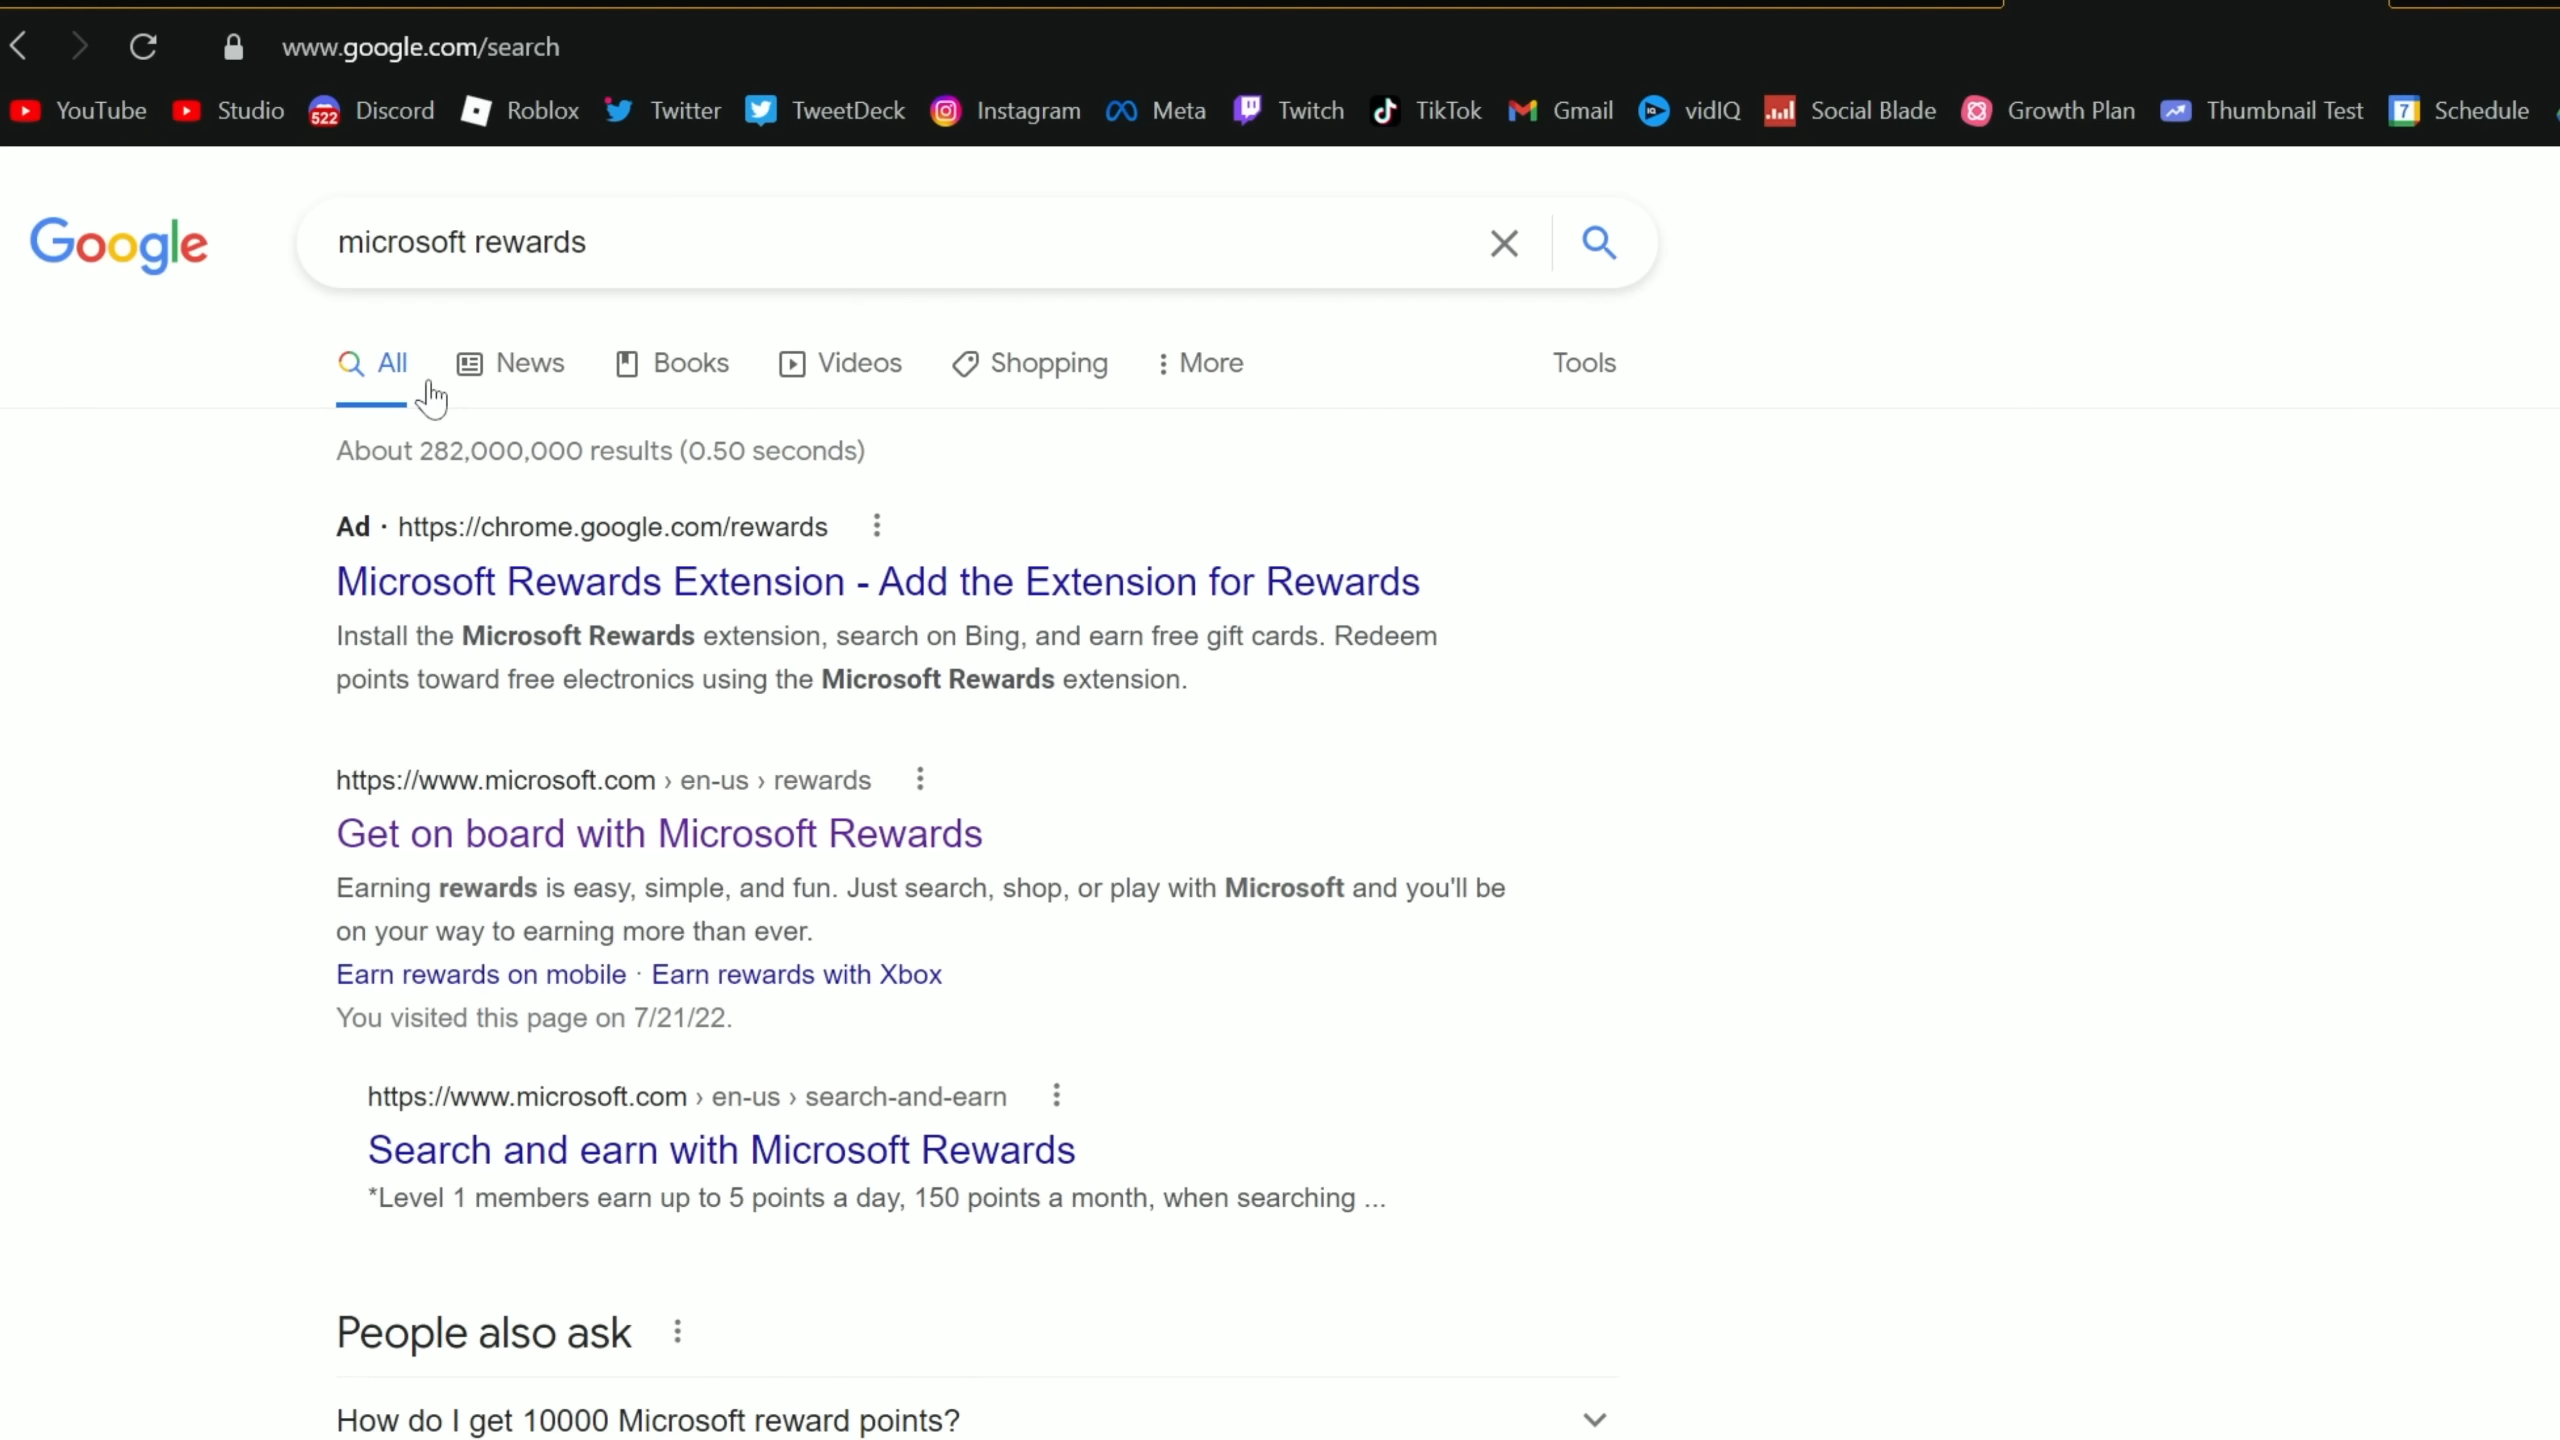 www.google.com/search
YouTube Studio 522 Discord Roblox Twitter TweetDeck Instagram Meta Twitch TikTok Gmail vidIQ Social Blade Growth Plan Thumbnail Test 7 Schedule
Google
microsoft rewards
All News Books Videos Shopping More Tools
About 282,000,000 results (0.50 seconds)
Ad · https://chrome.google.com/rewards
Microsoft Rewards Extension - Add the Extension for Rewards
Install the Microsoft Rewards extension, search on Bing, and earn free gift cards. Redeem
points toward free electronics using the Microsoft Rewards extension.
https://www.microsoft.com › en-us › rewards
Get on board with Microsoft Rewards
Earning rewards is easy, simple, and fun. Just search, shop, or play with Microsoft and you'll be
on your way to earning more than ever.
Earn rewards on mobile · Earn rewards with Xbox
You visited this page on 7/21/22.
https://www.microsoft.com › en-us › search-and-earn
Search and earn with Microsoft Rewards
*Level 1 members earn up to 5 points a day, 150 points a month, when searching ...
People also ask
How do I get 10000 Microsoft reward points?